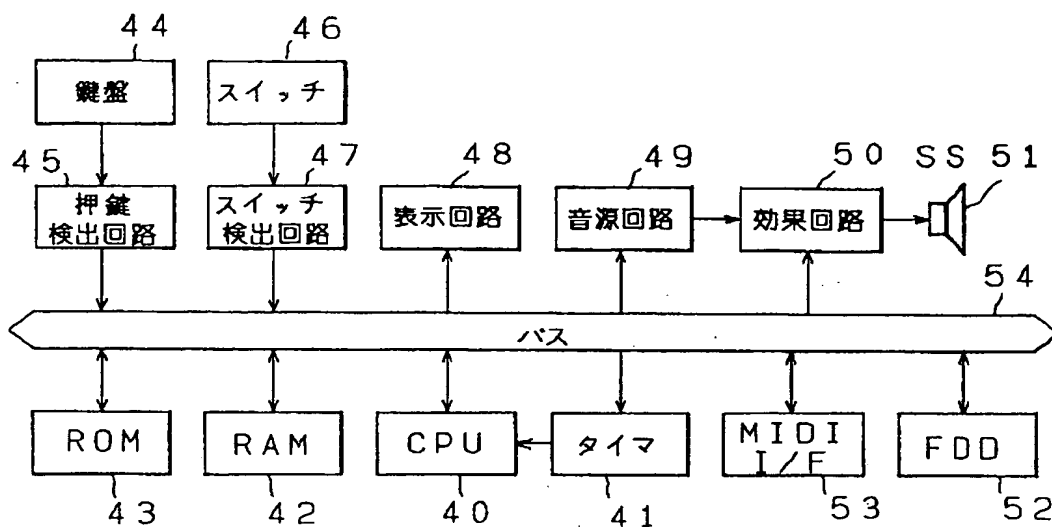 44
46
鍵盤
スイッチ
45
47
48
49
50
SS
51
押鍵
検出回路
スイッチ
検出回路
表示回路
音源回路
効果回路
54
バス
ROM
RAM
CPU
タイマ
MIDI
I/F
FDD
43
42
40
41
53
52